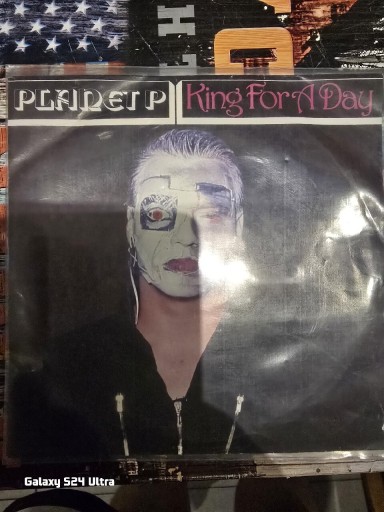 PLANET P
King For A Day
Galaxy S24 Ultra